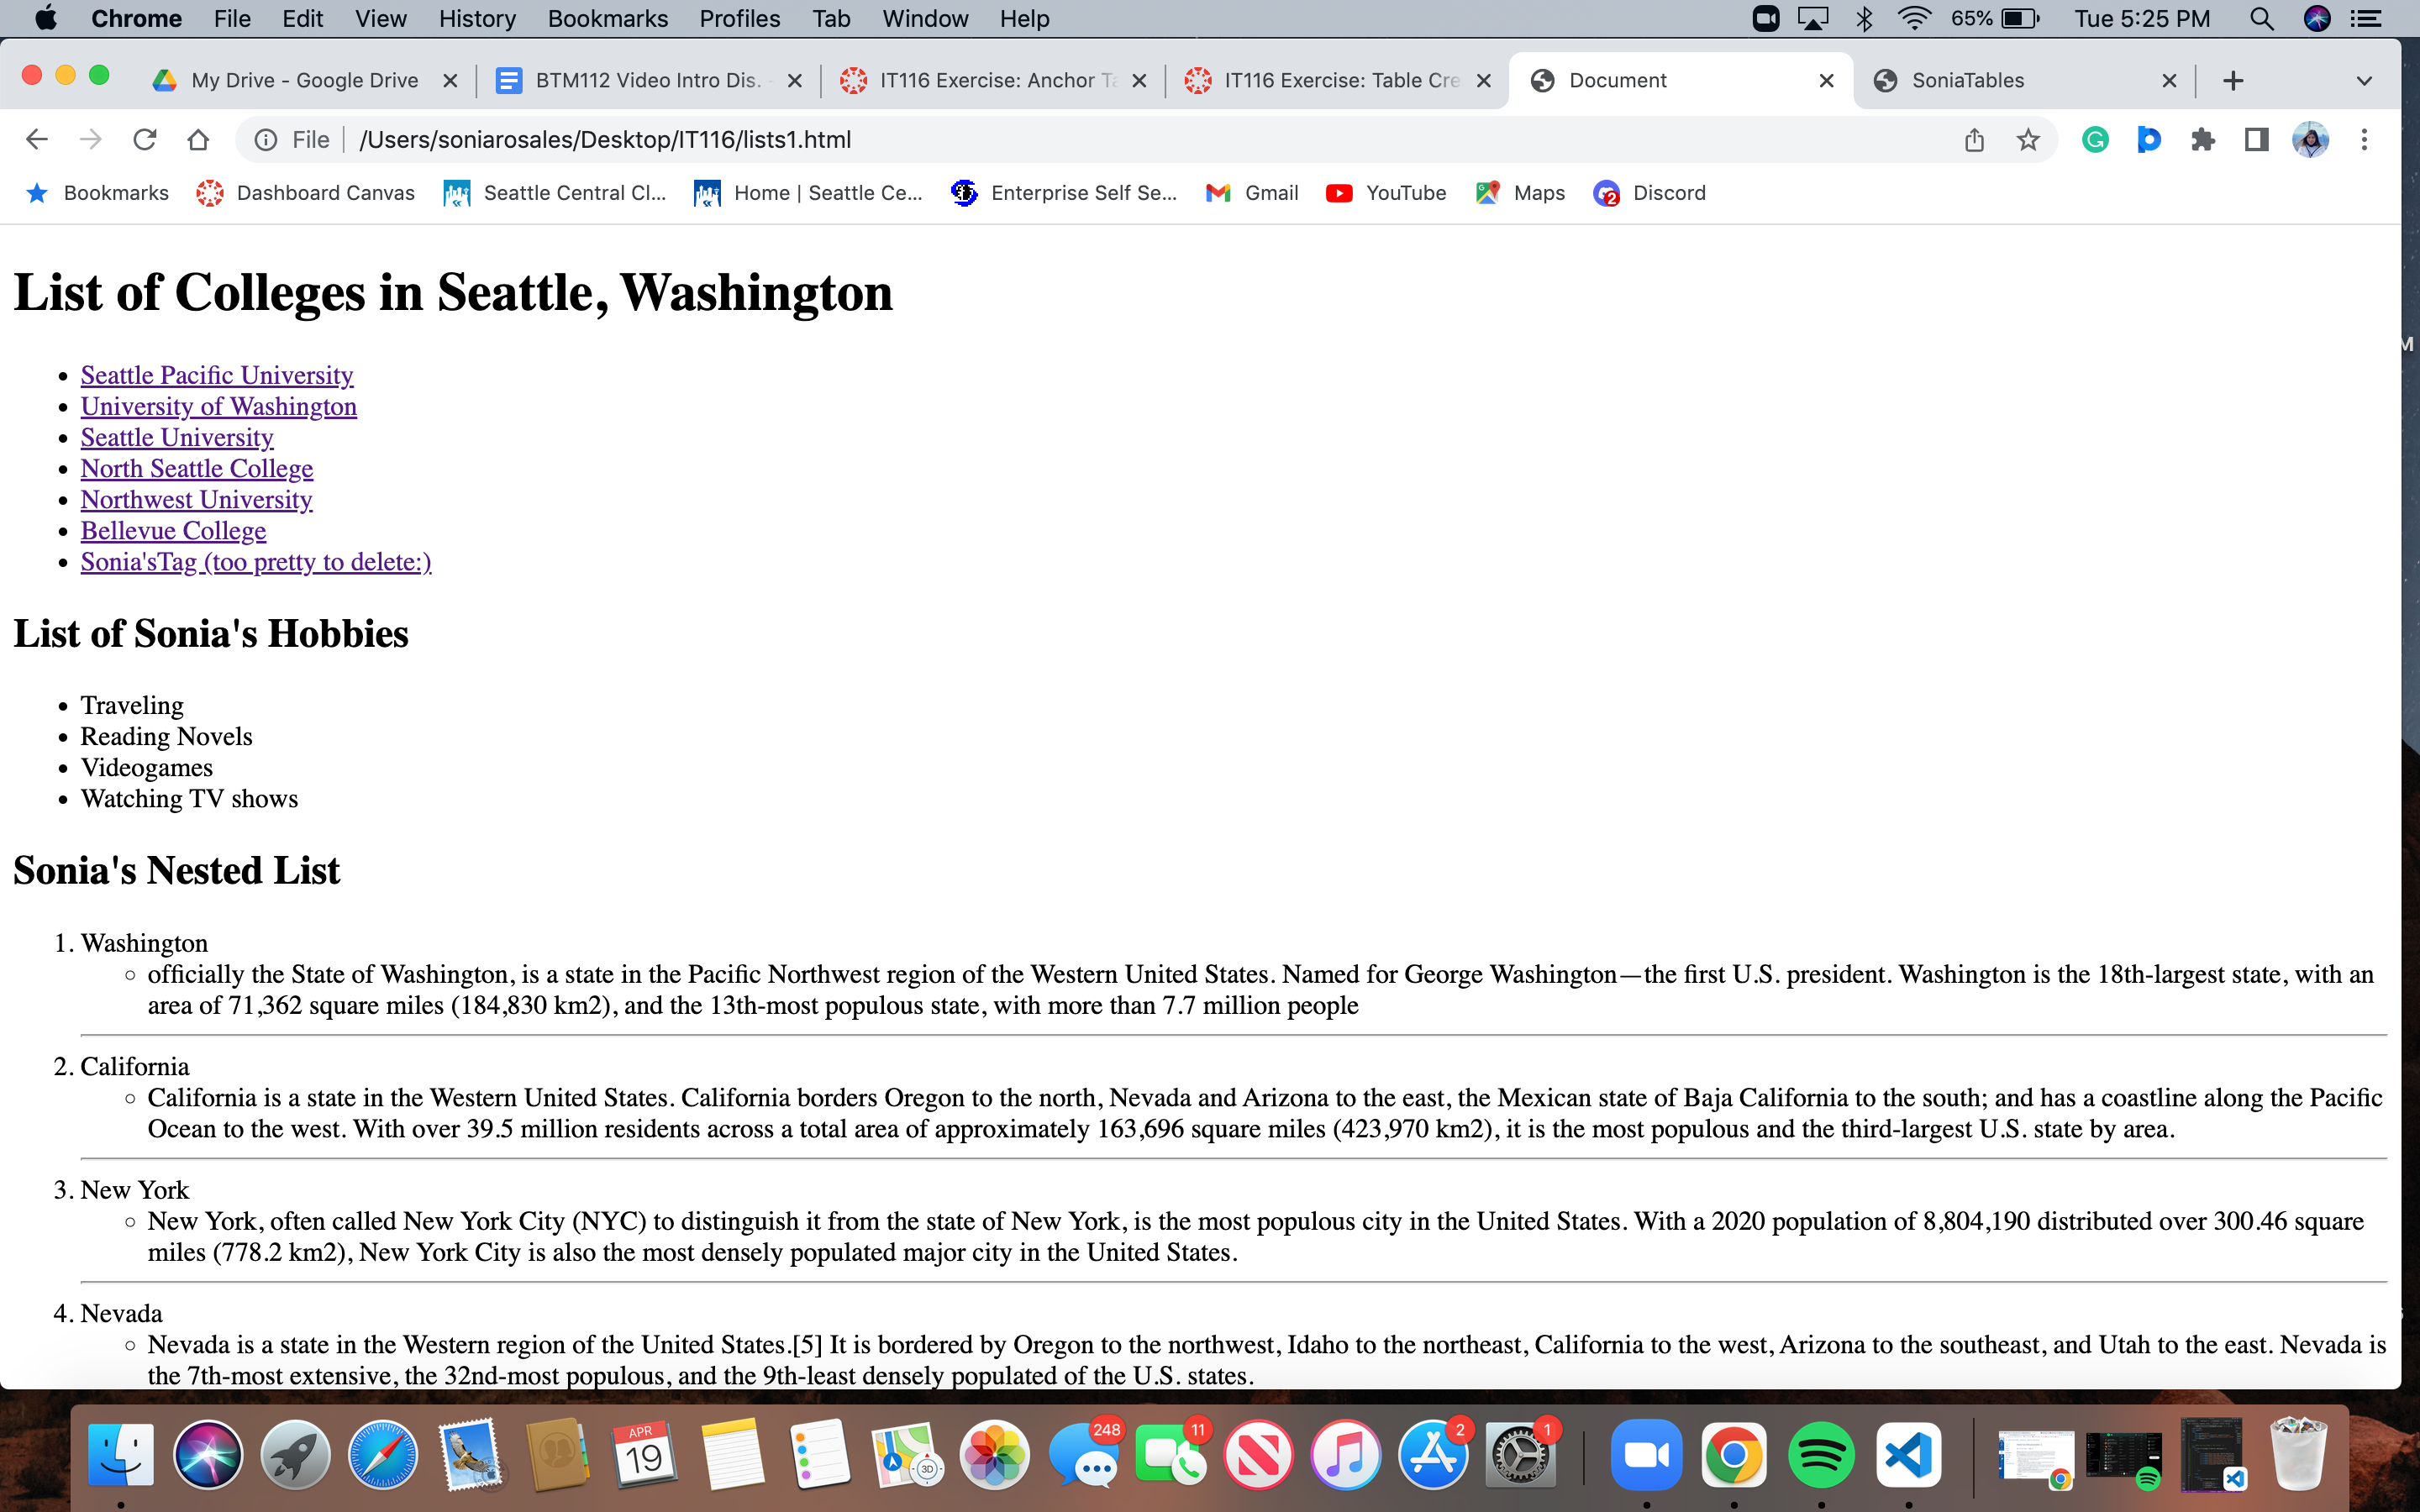 Chrome File Edit View History Bookmarks Profiles Tab Window Help 65% Tue 5:25 PM
My Drive - Google Drive BTM112 Video Intro Dis. - IT116 Exercise: Anchor Ta IT116 Exercise: Table Cre Document SoniaTables
File /Users/soniarosales/Desktop/IT116/lists1.html
Bookmarks Dashboard Canvas Seattle Central Cl... Home | Seattle Ce... Enterprise Self Se... Gmail YouTube Maps 2 Discord
List of Colleges in Seattle, Washington
• Seattle Pacific University
• University of Washington
• Seattle University
• North Seattle College
• Northwest University
• Bellevue College
• Sonia'sTag (too pretty to delete:)
List of Sonia's Hobbies
• Traveling
• Reading Novels
• Videogames
• Watching TV shows
Sonia's Nested List
1. Washington
◦ officially the State of Washington, is a state in the Pacific Northwest region of the Western United States. Named for George Washington—the first U.S. president. Washington is the 18th-largest state, with an
area of 71,362 square miles (184,830 km2), and the 13th-most populous state, with more than 7.7 million people
2. California
◦ California is a state in the Western United States. California borders Oregon to the north, Nevada and Arizona to the east, the Mexican state of Baja California to the south; and has a coastline along the Pacific
Ocean to the west. With over 39.5 million residents across a total area of approximately 163,696 square miles (423,970 km2), it is the most populous and the third-largest U.S. state by area.
3. New York
◦ New York, often called New York City (NYC) to distinguish it from the state of New York, is the most populous city in the United States. With a 2020 population of 8,804,190 distributed over 300.46 square
miles (778.2 km2), New York City is also the most densely populated major city in the United States.
4. Nevada
◦ Nevada is a state in the Western region of the United States.[5] It is bordered by Oregon to the northwest, Idaho to the northeast, California to the west, Arizona to the southeast, and Utah to the east. Nevada is
the 7th-most extensive, the 32nd-most populous, and the 9th-least densely populated of the U.S. states.
APR 19 3D 248 11 2 1